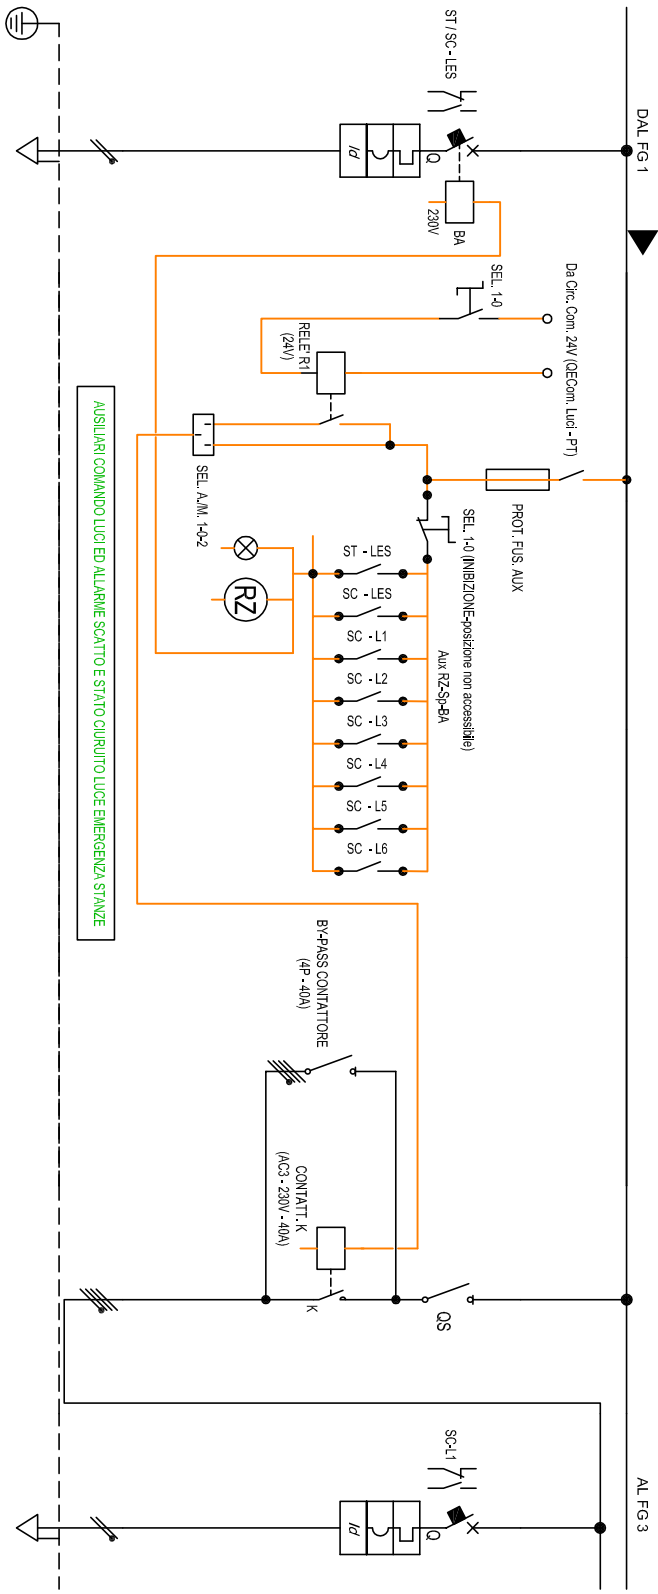 DAL FG 1
ST / SC - LES
Id
Q
BA
230V
Da Circ. Com. 24V (QECom. Luci - PT)
SEL. 1-0
RELE' R1
(24V)
SEL. A./M. 1-0-2
PROT. FUS. AUX
SEL. 1-0 (INIBIZIONE-posizione non accessibile)
Aux RZ-Sp-BA
ST - LES
SC - LES
SC - L1
SC - L2
SC - L3
SC - L4
SC - L5
SC - L6
RZ
AUSILIARI COMANDO LUCI ED ALLARME SCATTO E STATO CIURUITO LUCE EMERGENZA STANZE
BY-PASS CONTATTORE
(4P - 40A)
CONTATT. K
(AC3 - 230V - 40A)
K
QS
AL FG 3
SC-L1
Id
Q